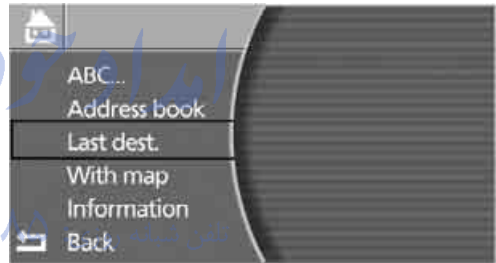 ABC...
Address book
Last dest.
With map
Information
Back